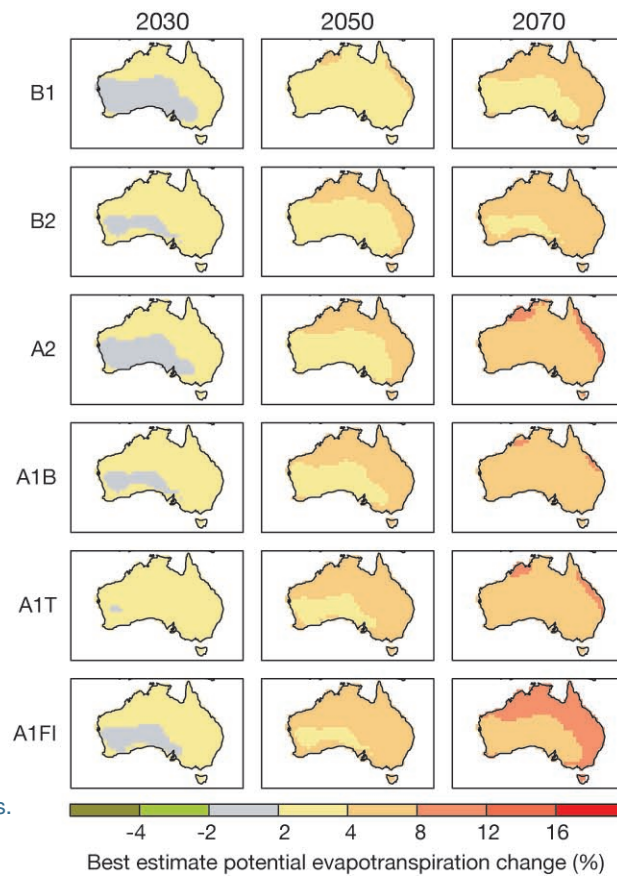 2030 2050 2070
B1
B2
A2
A1B
A1T
A1FI
s.
-4 -2 2 4 8 12 16
Best estimate potential evapotranspiration change (%)